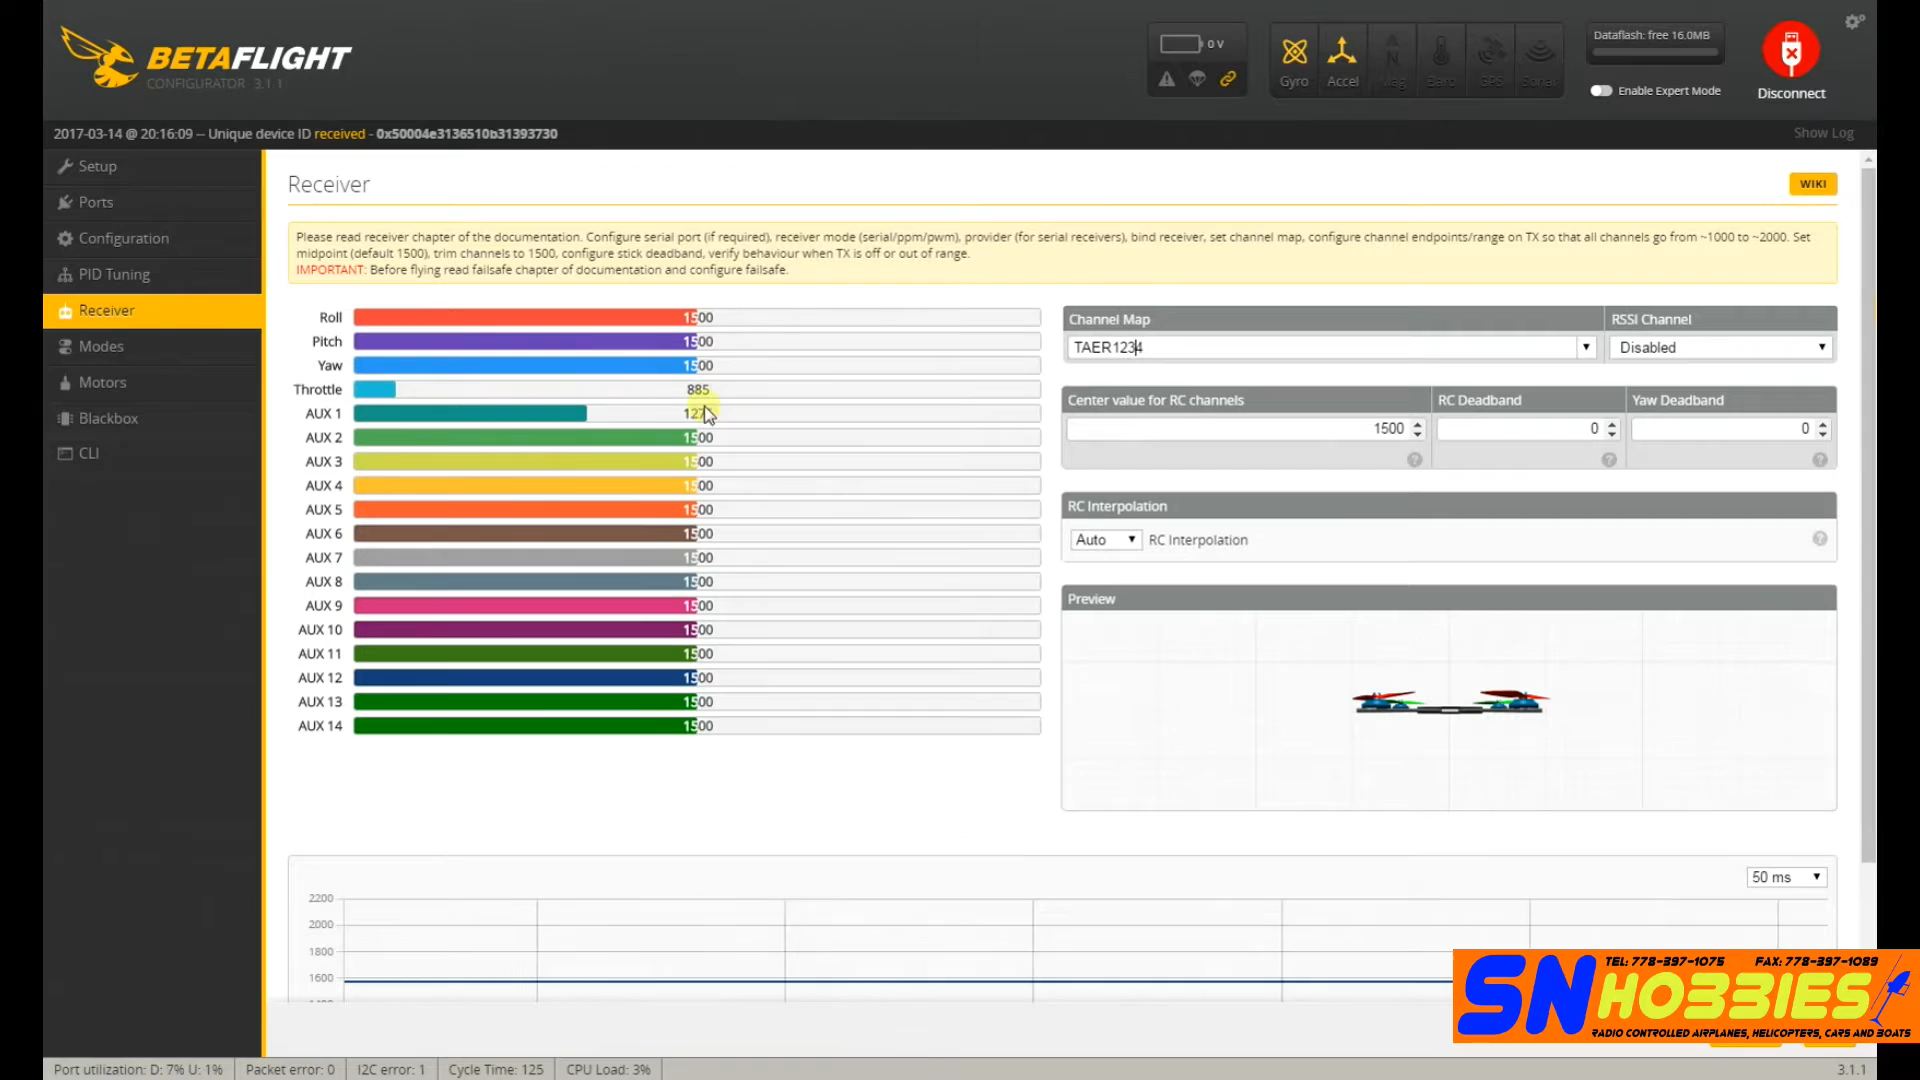 BETAFLIGHT
CONFIGURATOR 3.1.1
0 V
Gyro
Accel
Mag
Baro
GPS
Sonar
Dataflash: free 16.0MB
Enable Expert Mode
Disconnect
2017-03-14 @ 20:16:09 -- Unique device ID received - 0x50004e3136510b31393730
Show Log
Setup
Ports
Configuration
PID Tuning
Receiver
Modes
Motors
Blackbox
CLI
Receiver
WIKI
Please read receiver chapter of the documentation. Configure serial port (if required), receiver mode (serial/ppm/pwm), provider (for serial receivers), bind receiver, set channel map, configure channel endpoints/range on TX so that all channels go from ~1000 to ~2000. Set
midpoint (default 1500), trim channels to 1500, configure stick deadband, verify behaviour when TX is off or out of range.
IMPORTANT: Before flying read failsafe chapter of documentation and configure failsafe.
Roll 1500
Pitch 1500
Yaw 1500
Throttle 885
AUX 1
AUX 2 1500
AUX 3 1500
AUX 4 1500
AUX 5 1500
AUX 6 1500
AUX 7 1500
AUX 8 1500
AUX 9 1500
AUX 10 1500
AUX 11 1500
AUX 12 1500
AUX 13 1500
AUX 14 1500
Channel Map
RSSI Channel
TAER1234
Disabled
Center value for RC channels
RC Deadband
Yaw Deadband
1500
0
0
RC Interpolation
Auto
RC Interpolation
Preview
50 ms
2200
2000
1800
1600
TEL: 778-397-1075 FAX: 778-397-1089
SN HOBBIES
RADIO CONTROLLED AIRPLANES, HELICOPTERS, CARS AND BOATS
Port utilization: D: 7% U: 1%
Packet error: 0
I2C error: 1
Cycle Time: 125
CPU Load: 3%
3.1.1